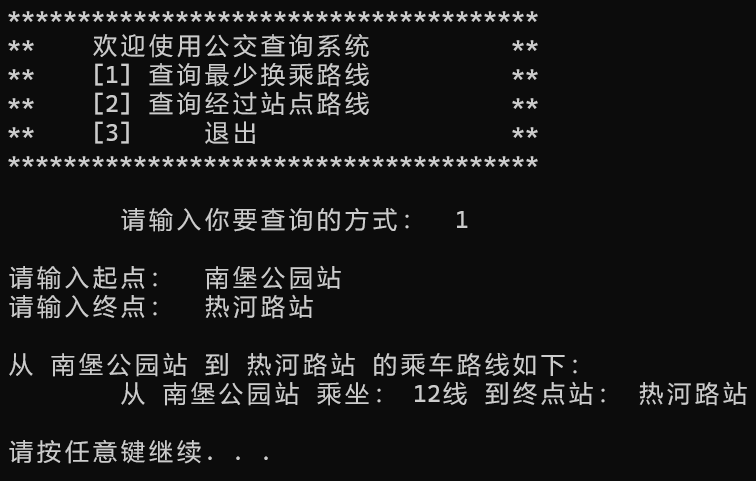 **************************************
**    欢迎使用公交查询系统          **
**    [1] 查询最少换乘路线          **
**    [2] 查询经过站点路线          **
**    [3]     退出                  **
**************************************
请输入你要查询的方式：  1
请输入起点：  南堡公园站
请输入终点：  热河路站
从 南堡公园站 到 热河路站 的乘车路线如下：
从 南堡公园站 乘坐： 12线 到终点站： 热河路站
请按任意键继续. . .